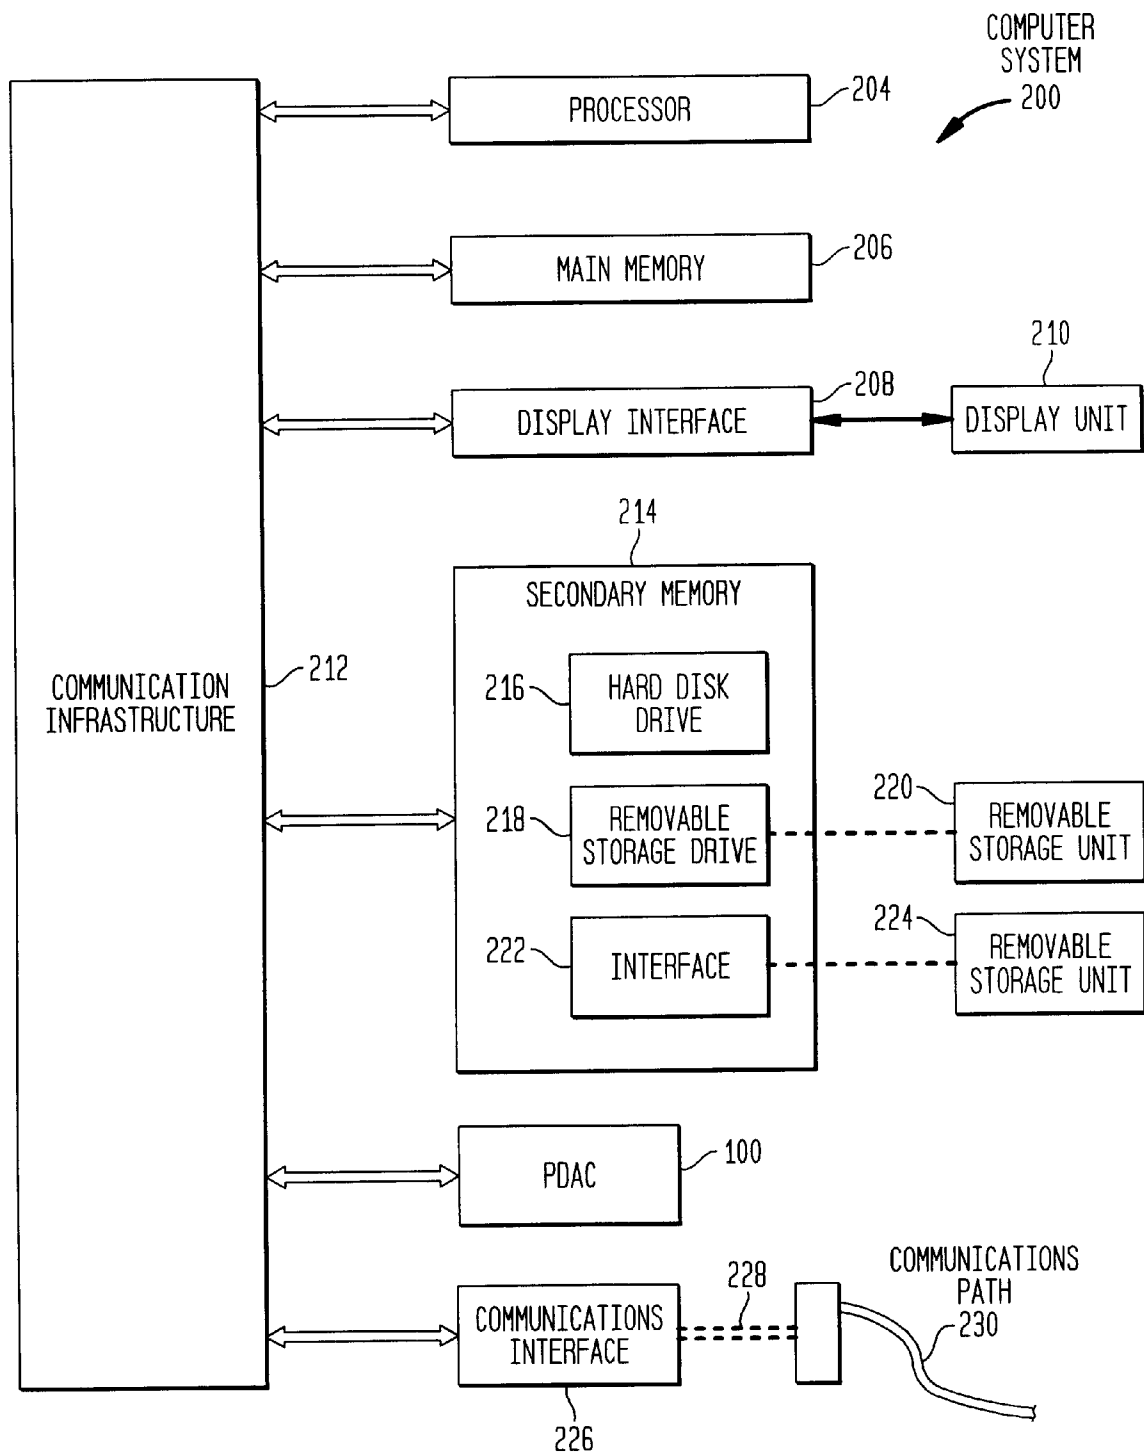 COMPUTER
SYSTEM
200
PROCESSOR
204
MAIN MEMORY
206
DISPLAY INTERFACE
208
DISPLAY UNIT
210
SECONDARY MEMORY
214
COMMUNICATION
INFRASTRUCTURE
212
HARD DISK
DRIVE
216
REMOVABLE
STORAGE DRIVE
218
REMOVABLE
STORAGE UNIT
220
INTERFACE
222
REMOVABLE
STORAGE UNIT
224
PDAC
100
COMMUNICATIONS
INTERFACE
226
228
COMMUNICATIONS
PATH
230